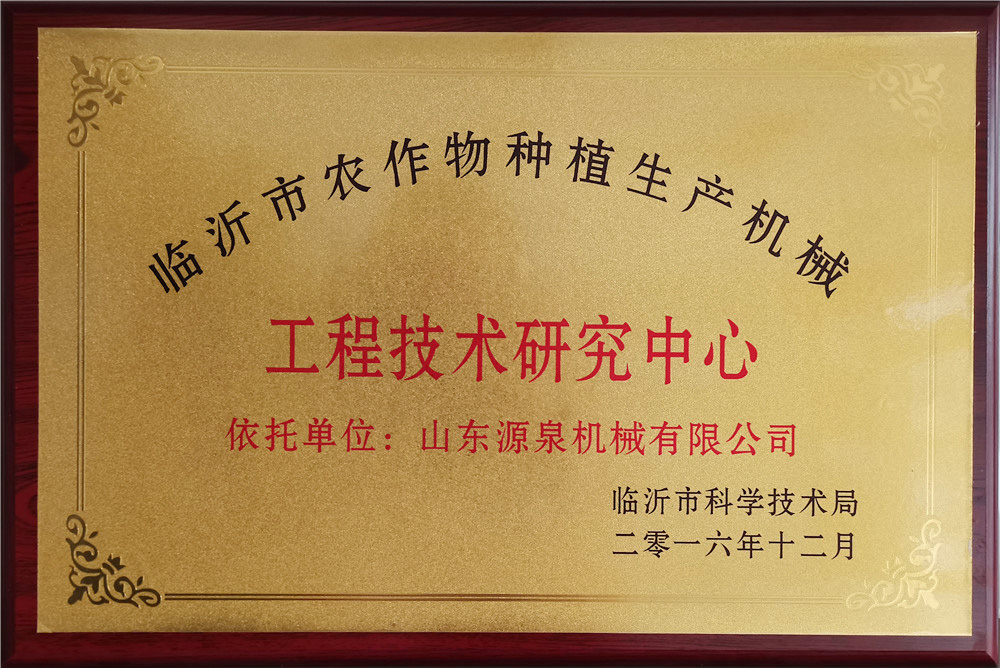 临沂市农作物种植生产机械
工程技术研究中心
依托单位：山东源泉机械有限公司
临沂市科学技术局
二零一六年十二月